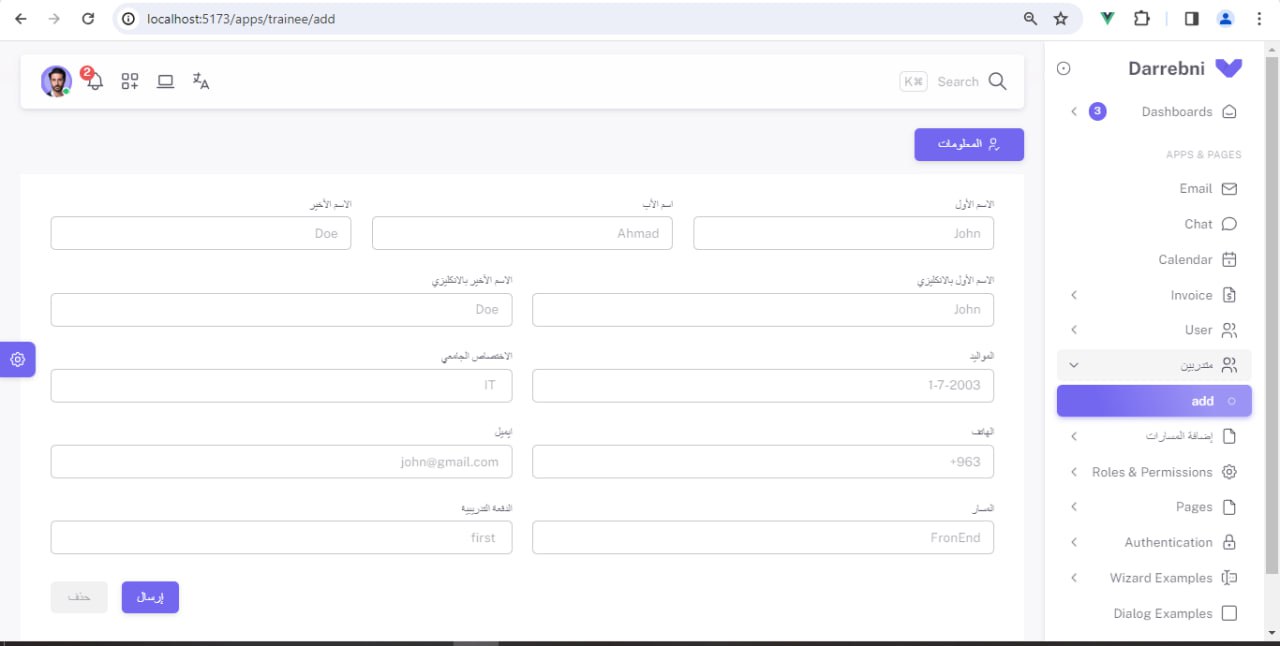 localhost:5173/apps/trainee/add
2
K⌘ Search
المعلومات
الاسم الأول
John
اسم الأب
Ahmad
الاسم الأخير
Doe
الاسم الأول بالانكليزي
John
الاسم الأخير بالانكليزي
Doe
المواليد
1-7-2003
الاختصاص الجامعي
IT
الهاتف
+963
ايميل
john@gmail.com
المسار
FronEnd
الدفعة التدريبية
first
إرسال
حذف
Darrebni
Dashboards 3
APPS & PAGES
Email
Chat
Calendar
Invoice
User
متدربين
add
إضافة المسارات
Roles & Permissions
Pages
Authentication
Wizard Examples
Dialog Examples